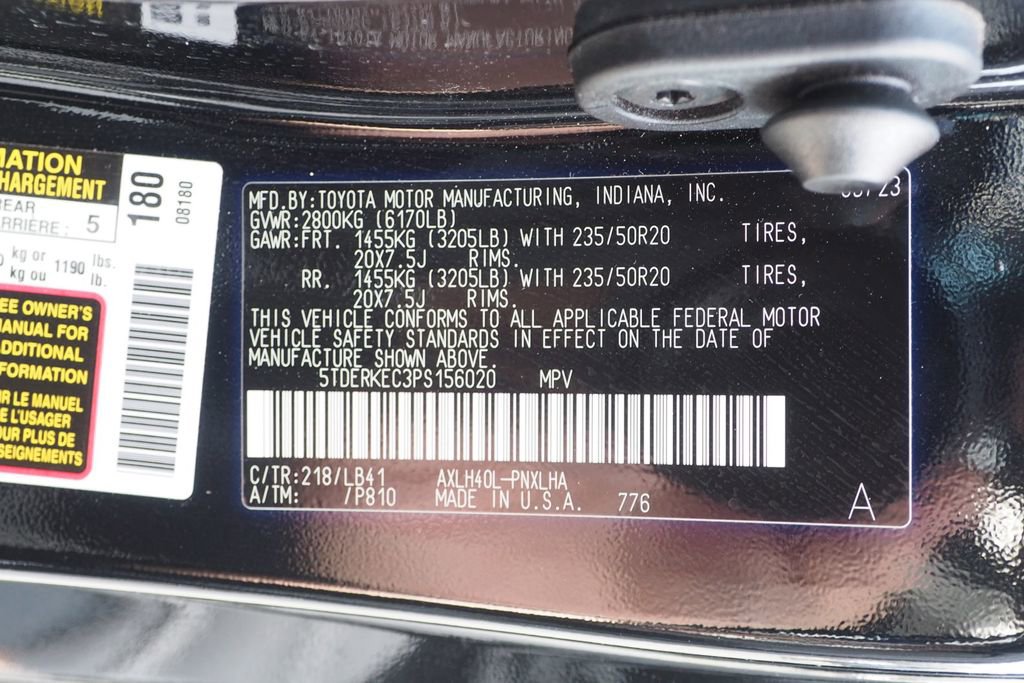 MATION
HARGEMENT
REAR
ARRIÈRE : 5
kg or 1190 lbs.
kg ou lb.
EE OWNER'S
MANUAL FOR
ADDITIONAL
FORMATION
R LE MANUEL
E L'USAGER
OUR PLUS DE
SEIGNEMENTS
180
08180
MFD.BY:TOYOTA MOTOR MANUFACTURING, INDIANA, INC.
GVWR:2800KG (6170LB)
GAWR:FRT. 1455KG (3205LB) WITH 235/50R20 TIRES,
20X7.5J RIMS.
RR. 1455KG (3205LB) WITH 235/50R20 TIRES,
20X7.5J RIMS.
THIS VEHICLE CONFORMS TO ALL APPLICABLE FEDERAL MOTOR
VEHICLE SAFETY STANDARDS IN EFFECT ON THE DATE OF
MANUFACTURE SHOWN ABOVE.
5TDERKEC3PS156020 MPV
C/TR:218/LB41 AXLH40L-PNXLHA
A/TM: /P810 MADE IN U.S.A. 776
A